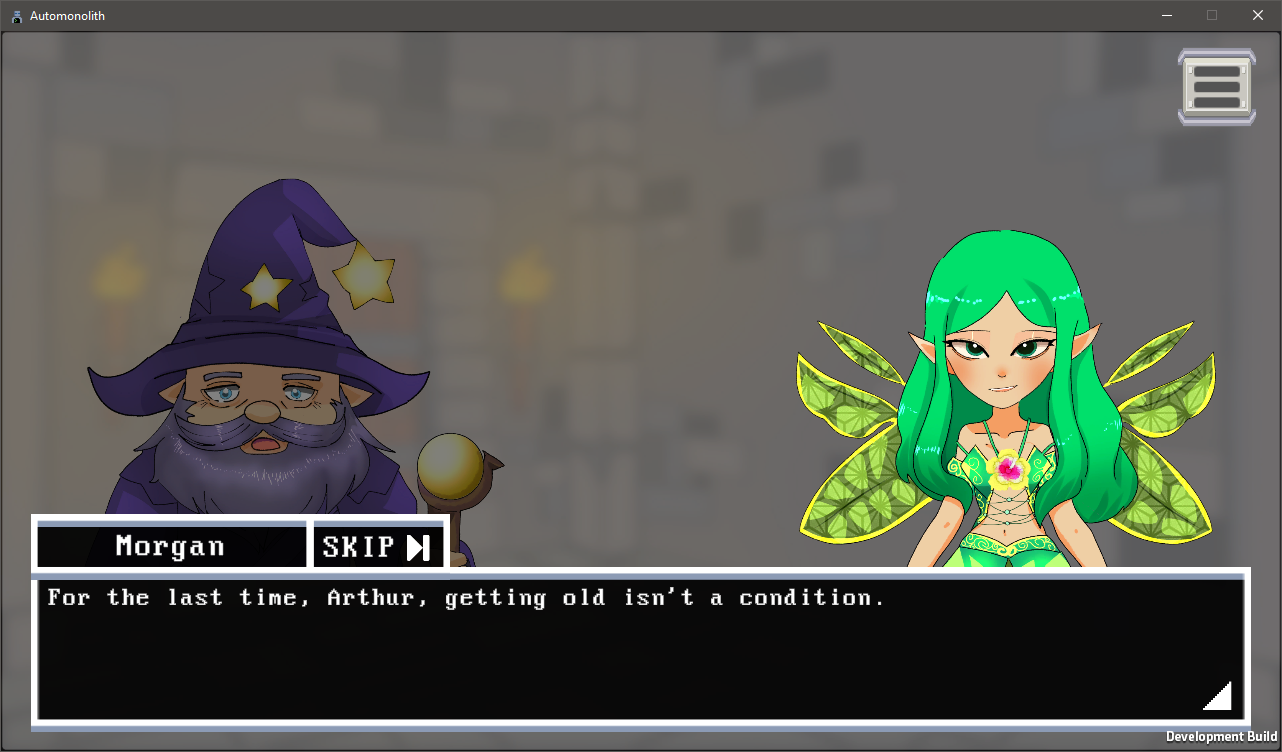 Automonolith
Morgan
SKIP
For the last time, Arthur, getting old isn't a condition.
Development Build